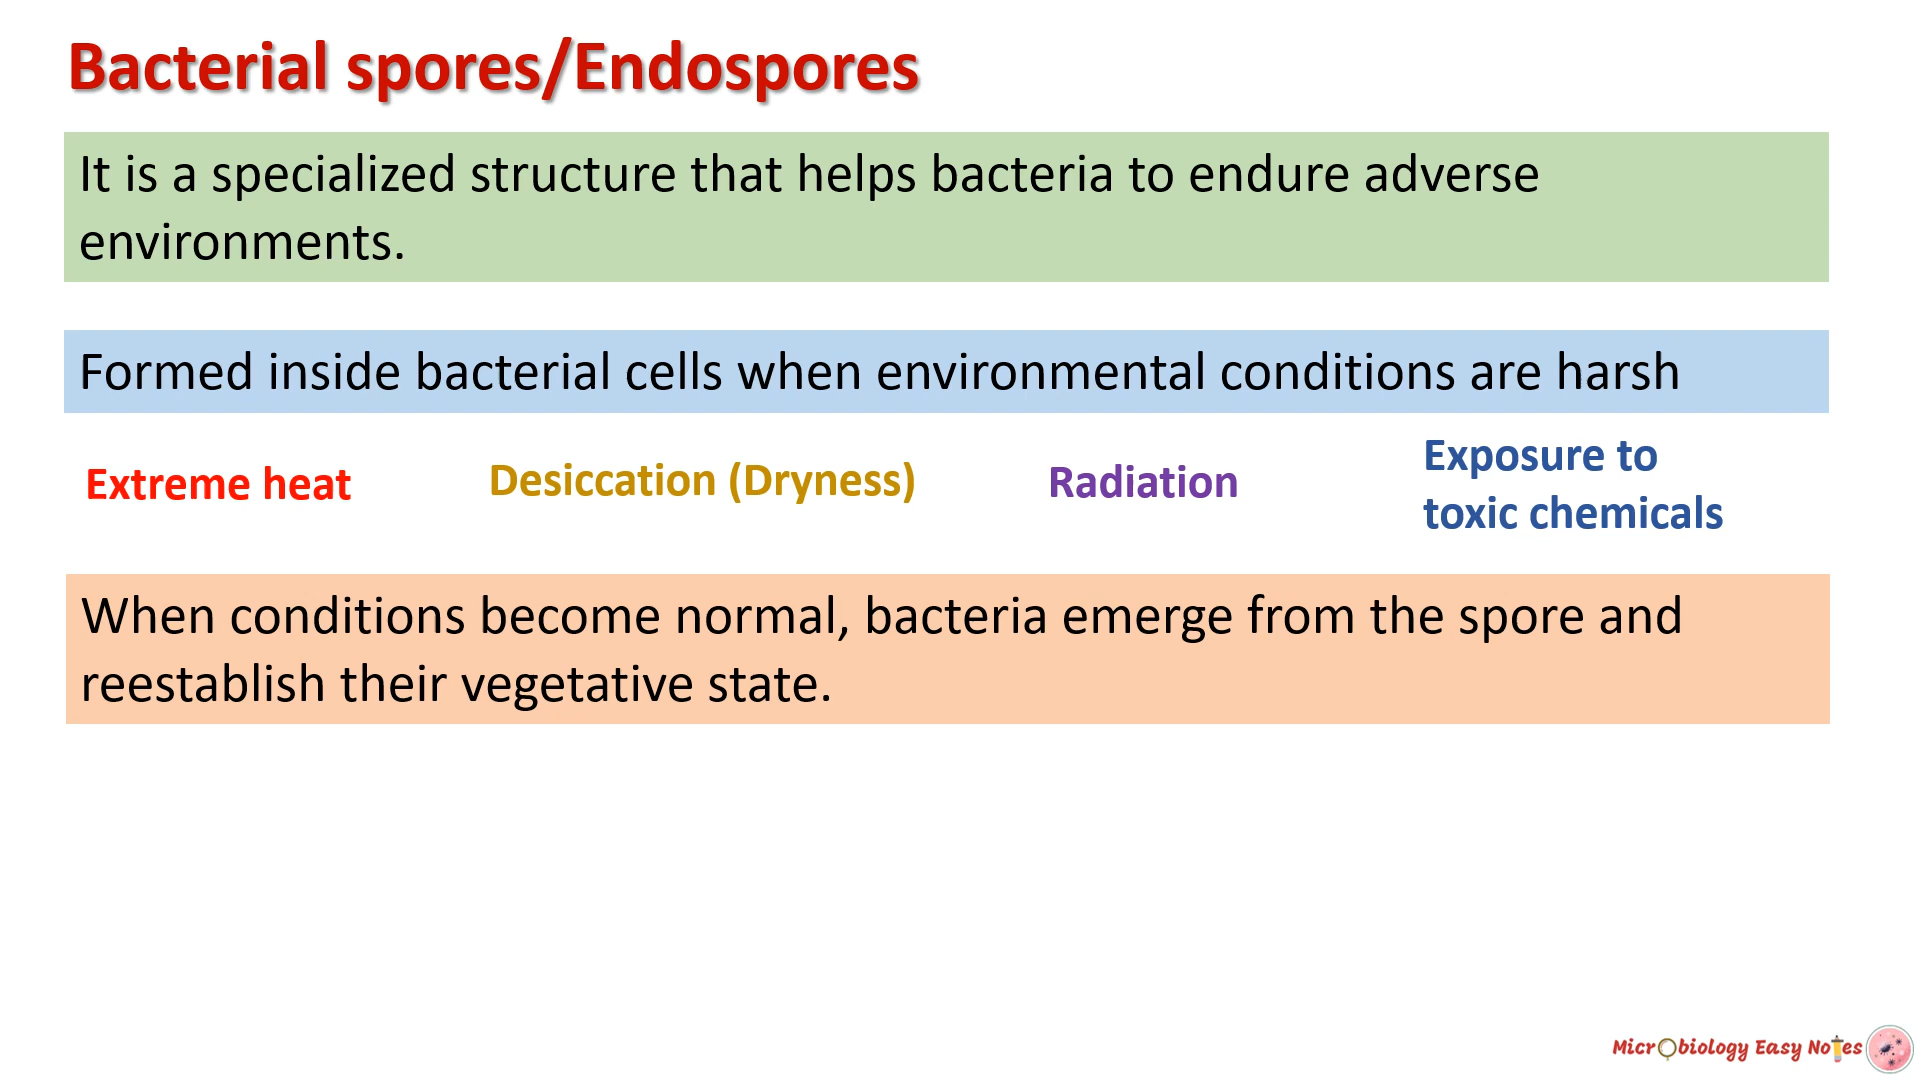 Bacterial spores/Endospores
It is a specialized structure that helps bacteria to endure adverse
environments.
Formed inside bacterial cells when environmental conditions are harsh
Extreme heat
Desiccation (Dryness)
Radiation
Exposure to
toxic chemicals
When conditions become normal, bacteria emerge from the spore and
reestablish their vegetative state.
Microbiology Easy Notes